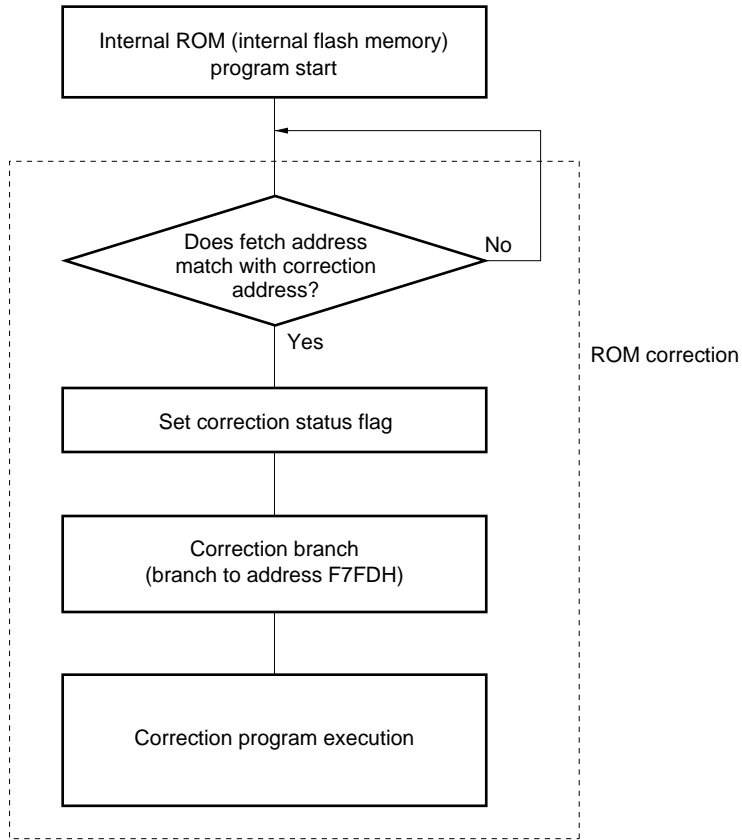 Internal ROM (internal flash memory)
program start
Does fetch address
match with correction
address?
No
Yes
ROM correction
Set correction status flag
Correction branch
(branch to address F7FDH)
Correction program execution